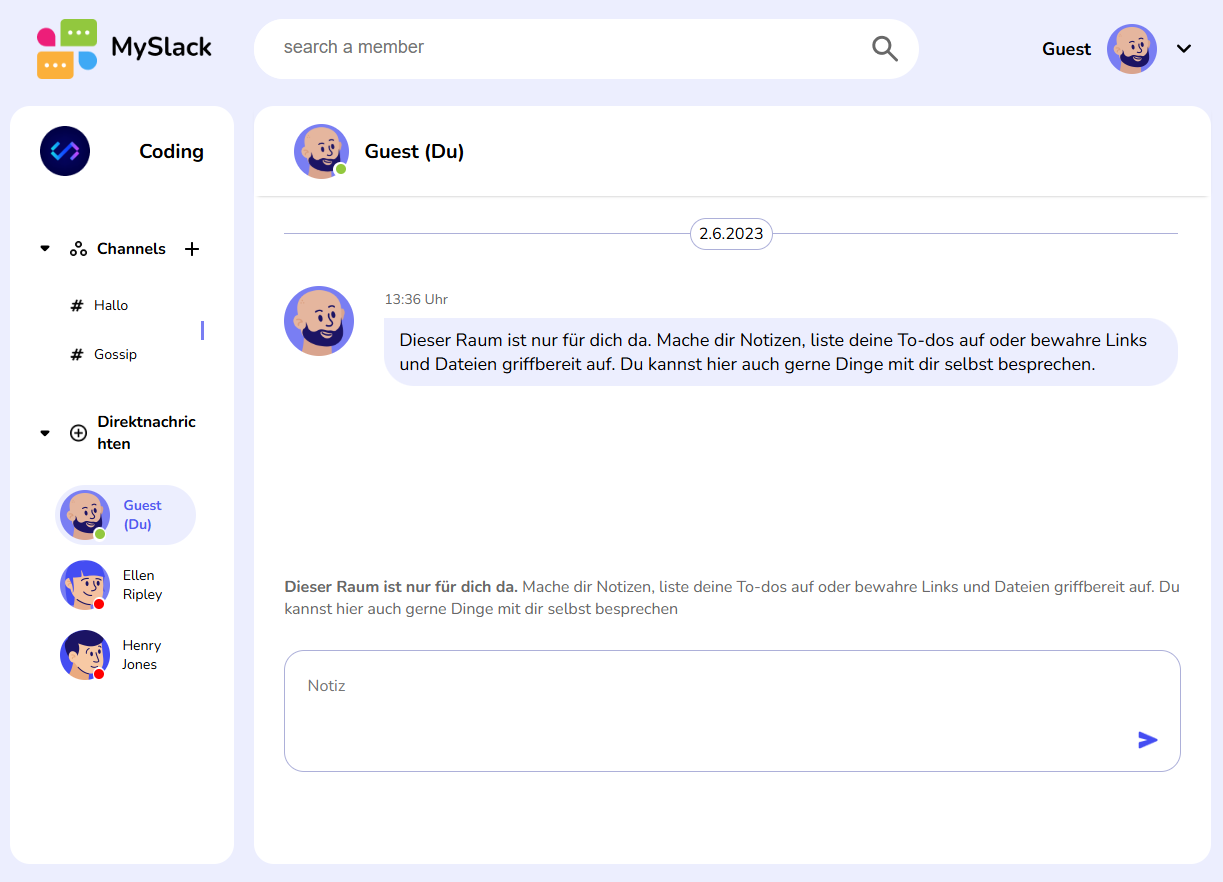 MySlack
search a member
Guest
Coding
Channels
# Hallo
# Gossip
Direktnachric
hten
Guest
(Du)
Ellen
Ripley
Henry
Jones
Guest (Du)
2.6.2023
13:36 Uhr
Dieser Raum ist nur für dich da. Mache dir Notizen, liste deine To-dos auf oder bewahre Links
und Dateien griffbereit auf. Du kannst hier auch gerne Dinge mit dir selbst besprechen.
Dieser Raum ist nur für dich da. Mache dir Notizen, liste deine To-dos auf oder bewahre Links und Dateien griffbereit auf. Du
kannst hier auch gerne Dinge mit dir selbst besprechen
Notiz